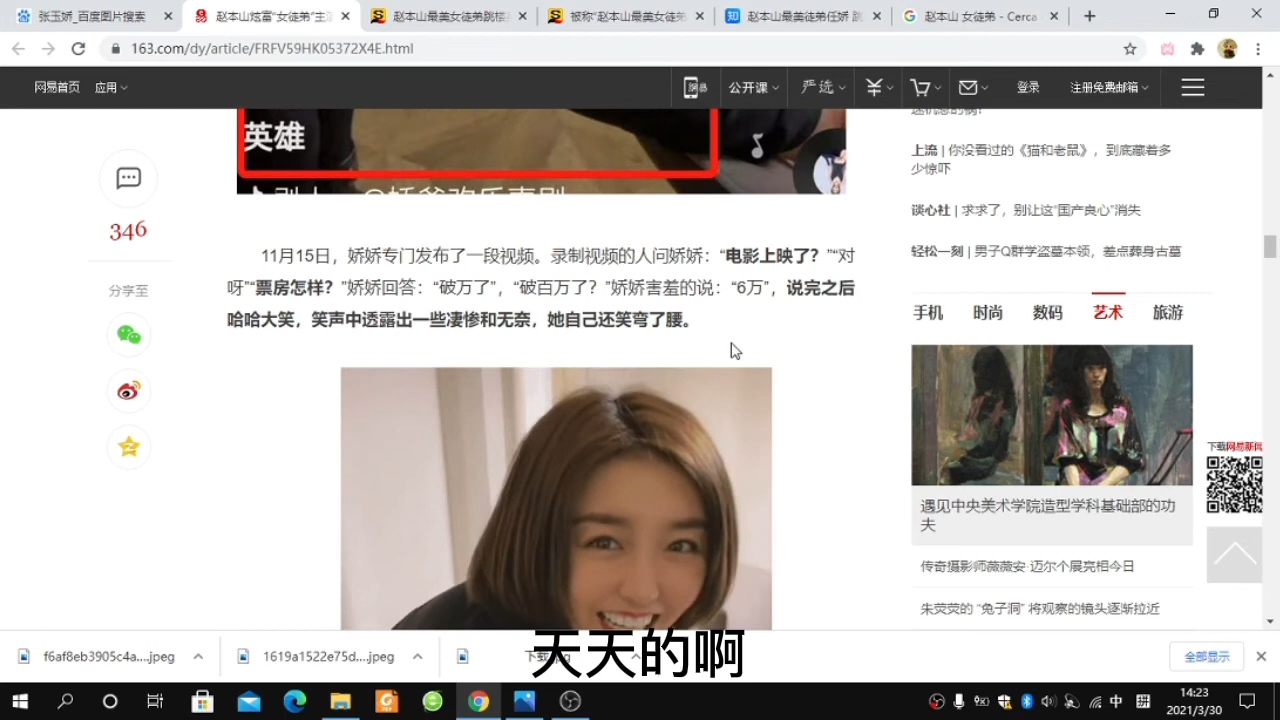 张玉娇_百度图片搜索
赵本山炫富"女徒弟"主
赵本山最美女徒弟跳槽
被称"赵本山最美女徒
赵本山最美徒弟任娇 跳
赵本山 女徒弟 - Cerca
163.com/dy/article/FRFV59HK05372X4E.html
网易首页 应用
公开课 严选 登录 注册免费邮箱
英雄
346
分享至
11月15日，娇娇专门发布了一段视频。录制视频的人问娇娇："电影上映了？""对
呀""票房怎样？"娇娇回答："破万了"，"破百万了？"娇娇害羞的说："6万"，说完之后
哈哈大笑，笑声中透露出一些凄惨和无奈，她自己还笑弯了腰。
上流 | 你没看过的《猫和老鼠》，到底藏着多
少惊吓
谈心社 | 求求了，别让这"国产良心"消失
轻松一刻 | 男子Q群学盗墓本领，差点葬身古墓
手机 时尚 数码 艺术 旅游
下载网易新闻
遇见中央美术学院造型学科基础部的功
夫
传奇摄影师薇薇安·迈尔个展亮相今日
朱荧荧的 "兔子洞" 将观察的镜头逐渐拉近
天天的啊
f6af8eb3905c4a....jpeg
1619a1522e75d....jpeg
全部显示
中
拼
14:23
2021/3/30